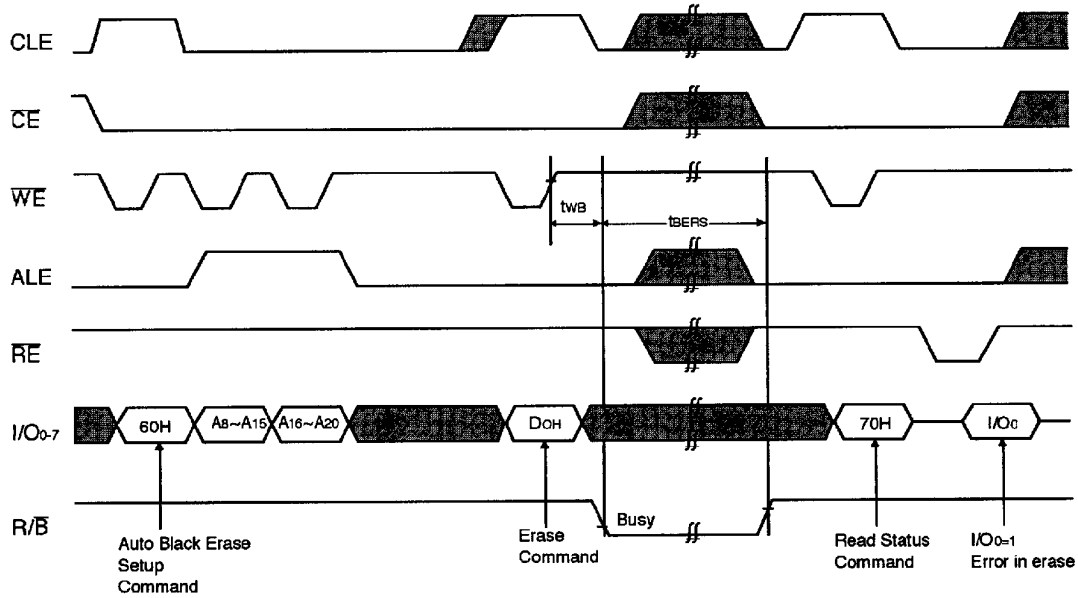 CLE
CE
WE
tWB
tBERS
ALE
RE
I/O0-7
60H
A8~A15
A16~A20
DOH
70H
I/O0
R/B
Busy
Auto Black Erase
Setup
Command
Erase
Command
Read Status
Command
I/O0=1
Error in erase